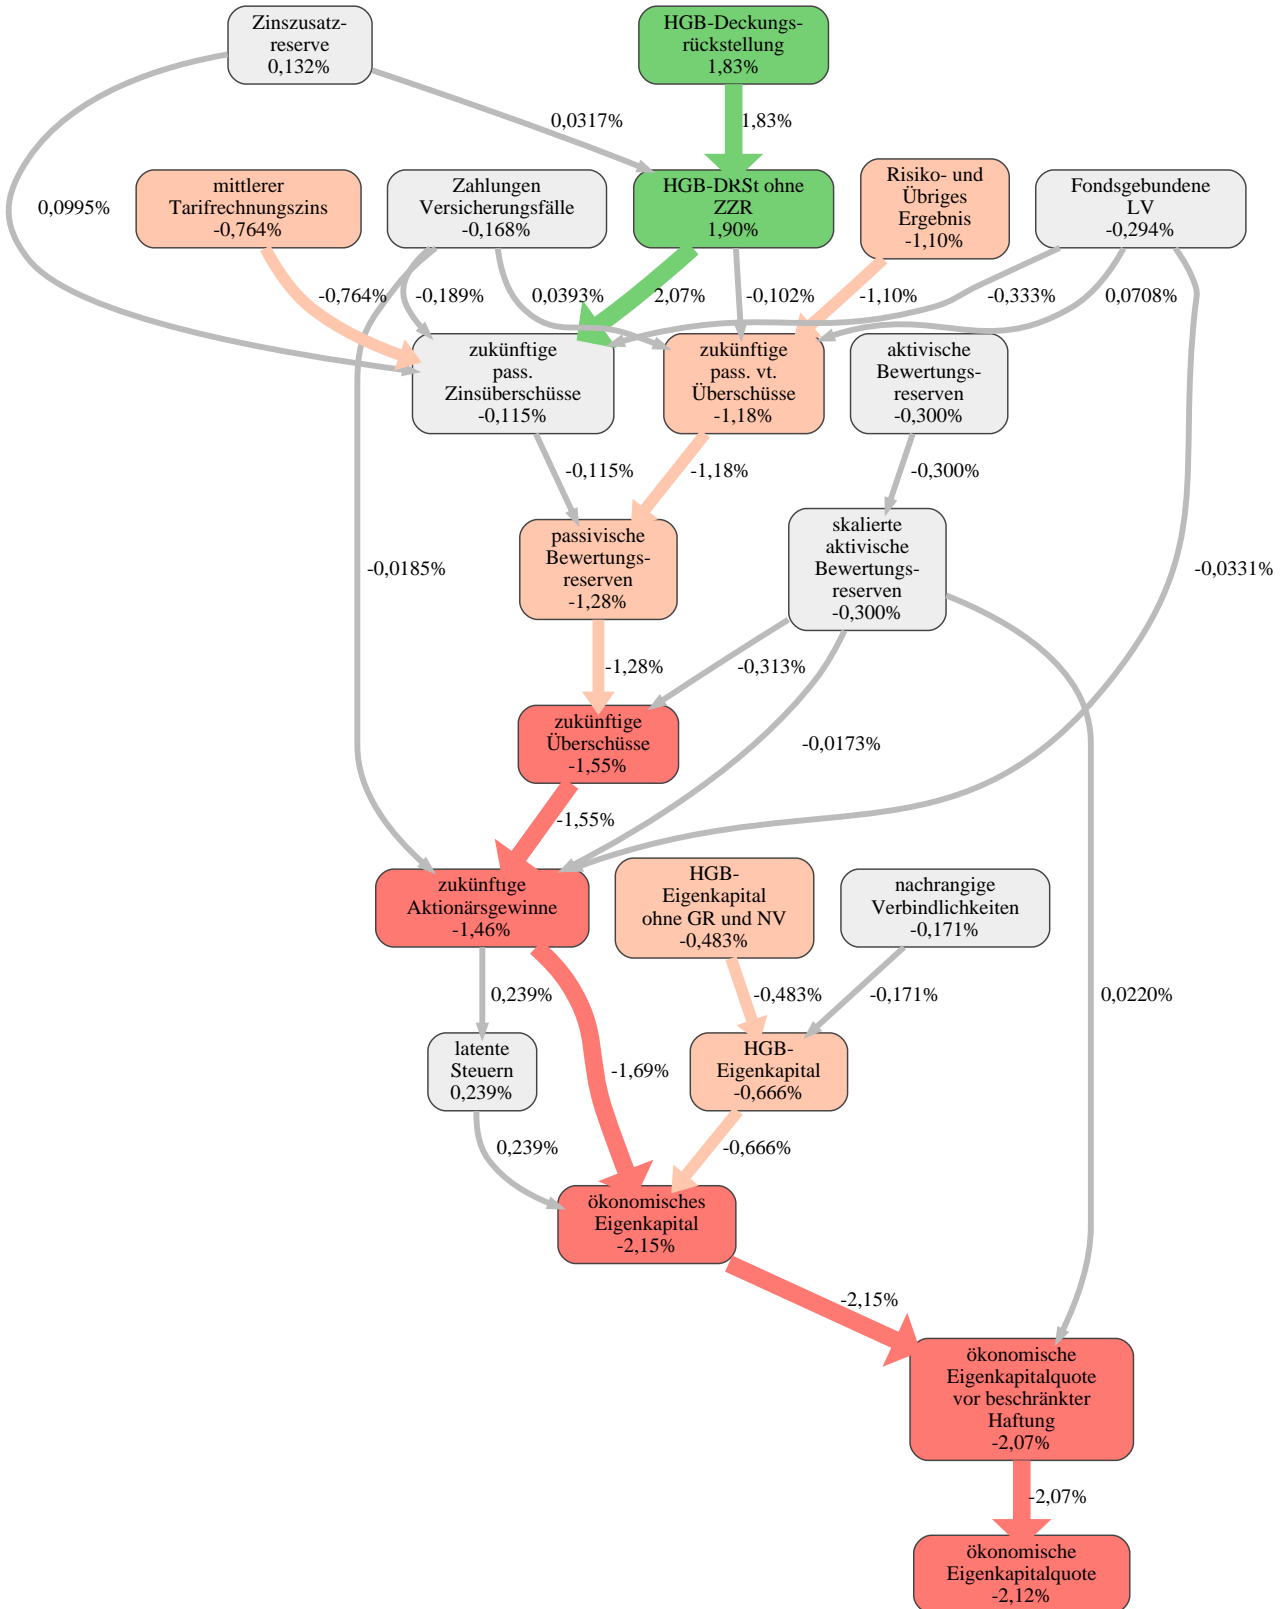 Zinszusatz-
reserve
0,132%
HGB-Deckungs-
rückstellung
1,83%
0,0317%
1,83%
mittlerer
Tarifrechnungszins
-0,764%
Zahlungen
Versicherungsfälle
-0,168%
HGB-DRSt ohne
ZZR
1,90%
Risiko- und
Übriges
Ergebnis
-1,10%
Fondsgebundene
LV
-0,294%
0,0995%
-0,764%
-0,189%
0,0393%
2,07%
-0,102%
-1,10%
-0,333%
0,0708%
zukünftige
pass.
Zinsüberschüsse
-0,115%
zukünftige
pass. vt.
Überschüsse
-1,18%
aktivische
Bewertungs-
reserven
-0,300%
-0,115%
-1,18%
-0,300%
passivische
Bewertungs-
reserven
-1,28%
skalierte
aktivische
Bewertungs-
reserven
-0,300%
-0,0185%
-0,0331%
-1,28%
-0,313%
zukünftige
Überschüsse
-1,55%
-0,0173%
-1,55%
zukünftige
Aktionärsgewinne
-1,46%
HGB-
Eigenkapital
ohne GR und NV
-0,483%
nachrangige
Verbindlichkeiten
-0,171%
0,239%
-0,483%
-0,171%
0,0220%
latente
Steuern
0,239%
-1,69%
HGB-
Eigenkapital
-0,666%
0,239%
-0,666%
ökonomisches
Eigenkapital
-2,15%
-2,15%
ökonomische
Eigenkapitalquote
vor beschränkter
Haftung
-2,07%
-2,07%
ökonomische
Eigenkapitalquote
-2,12%